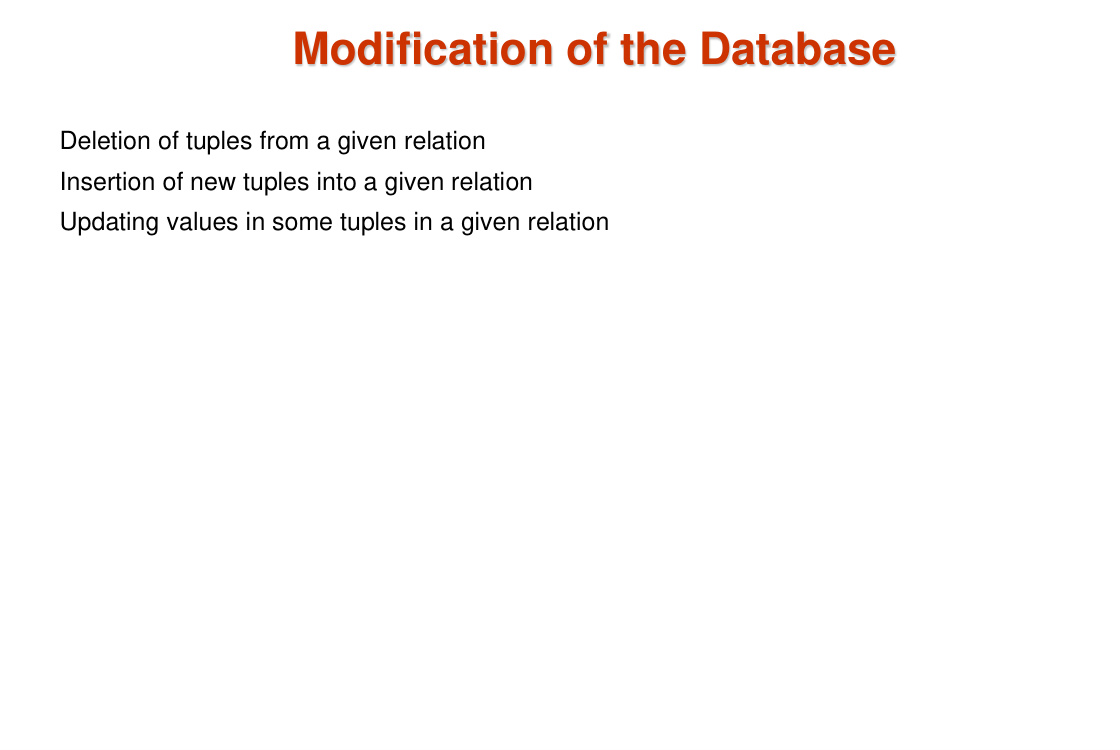 Modification of the Database
Deletion of tuples from a given relation
Insertion of new tuples into a given relation
Updating values in some tuples in a given relation